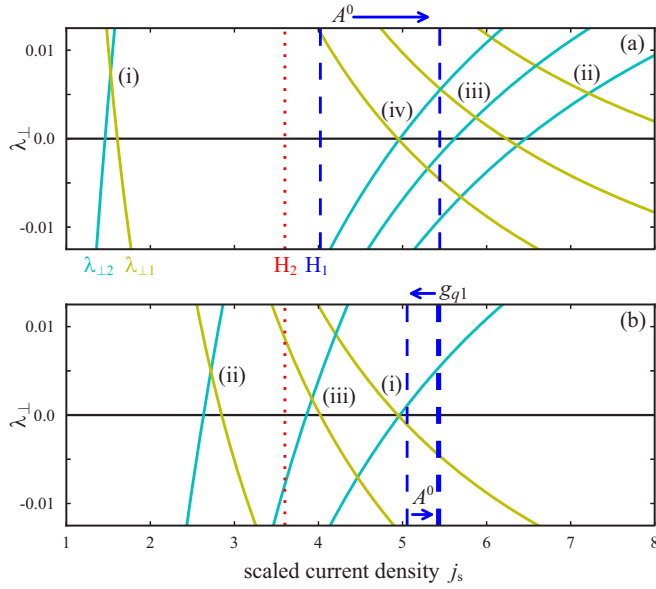 A⁰
0.01
(a)
(i)
(ii)
(iii)
(iv)
0.0
λ⊥
-0.01
λ⊥2 λ⊥1 H₂ H₁
g_q1
0.01
(b)
(ii)
(iii)
(i)
0.0
λ⊥
-0.01
A⁰
1 2 3 4 5 6 7 8
scaled current density j_s